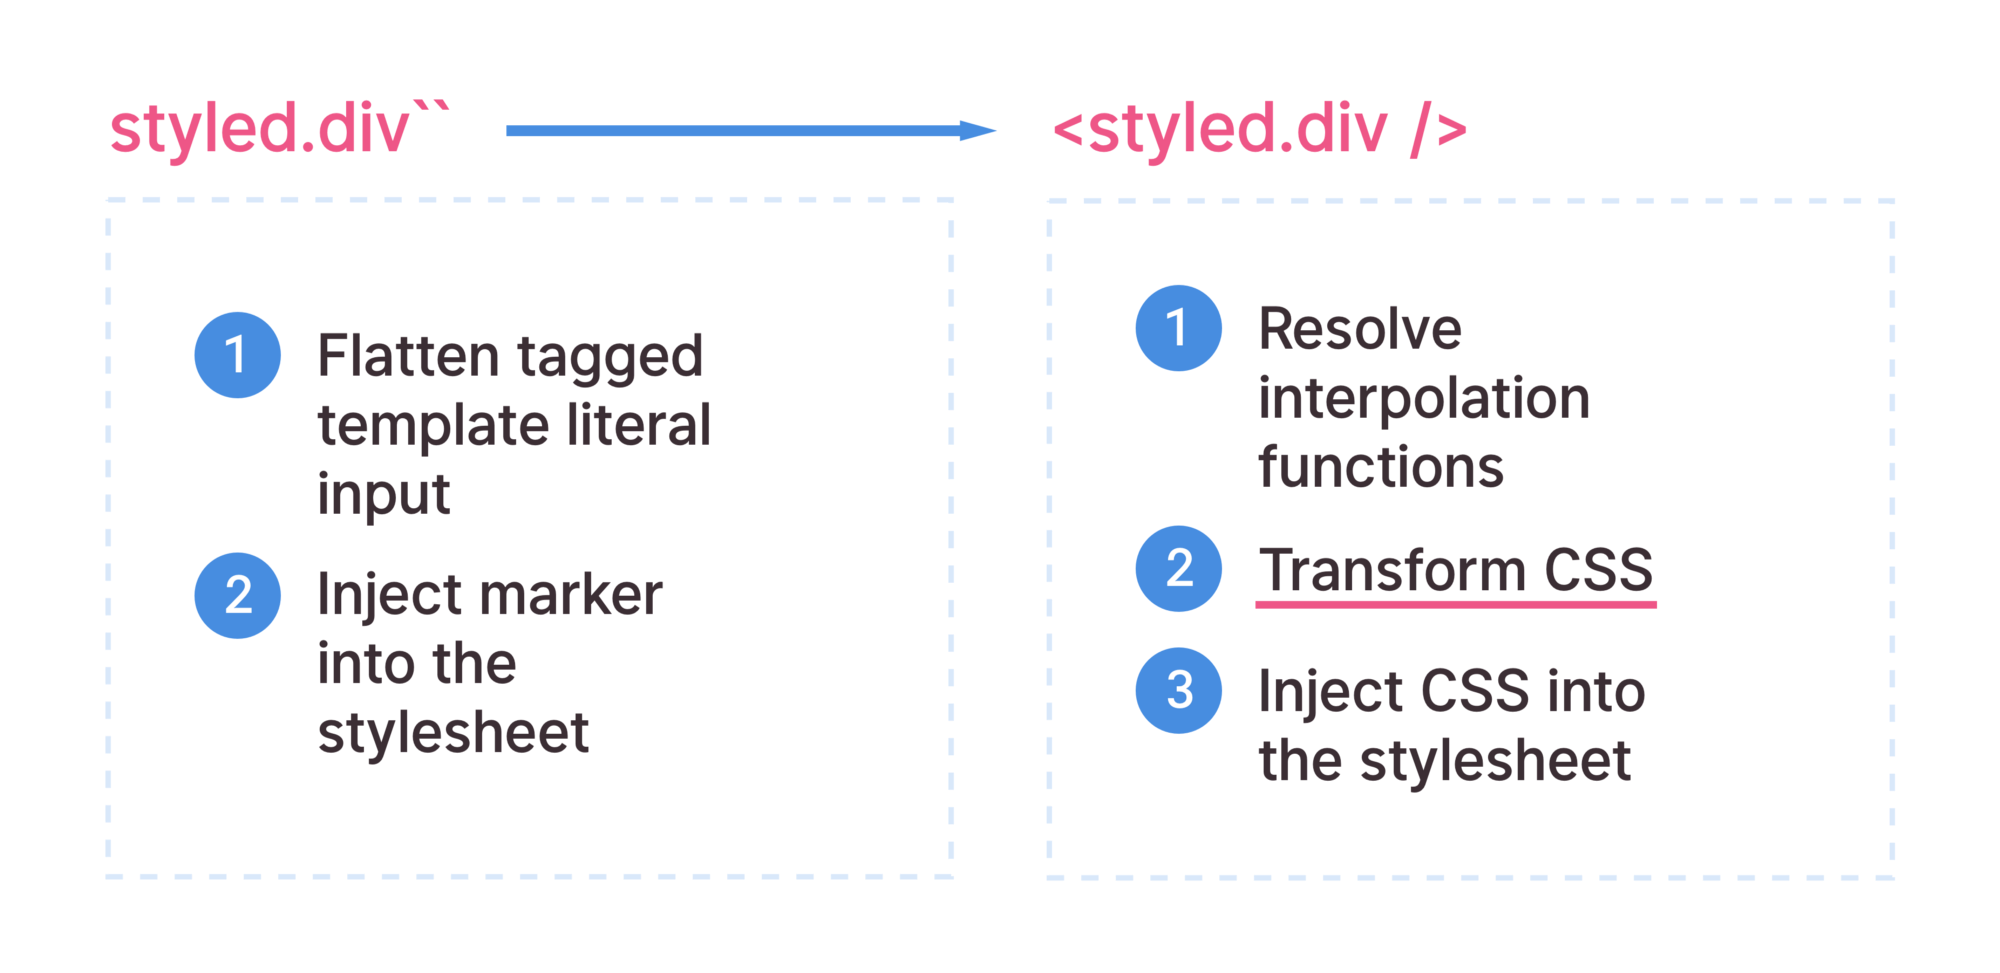 styled.div``
<styled.div />
1 Flatten tagged
template literal
input
2 Inject marker
into the
stylesheet
1 Resolve
interpolation
functions
2 Transform CSS
3 Inject CSS into
the stylesheet